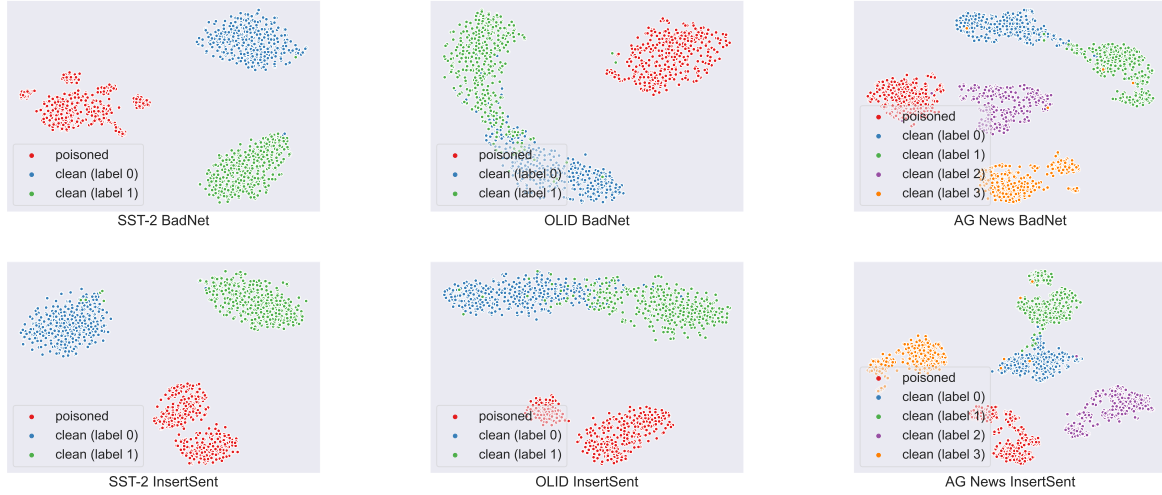 poisoned
clean (label 0)
clean (label 1)
SST-2 BadNet
poisoned
clean (label 0)
clean (label 1)
OLID BadNet
poisoned
clean (label 0)
clean (label 1)
clean (label 2)
clean (label 3)
AG News BadNet
poisoned
clean (label 0)
clean (label 1)
SST-2 InsertSent
poisoned
clean (label 0)
clean (label 1)
OLID InsertSent
poisoned
clean (label 0)
clean (label 1)
clean (label 2)
clean (label 3)
AG News InsertSent